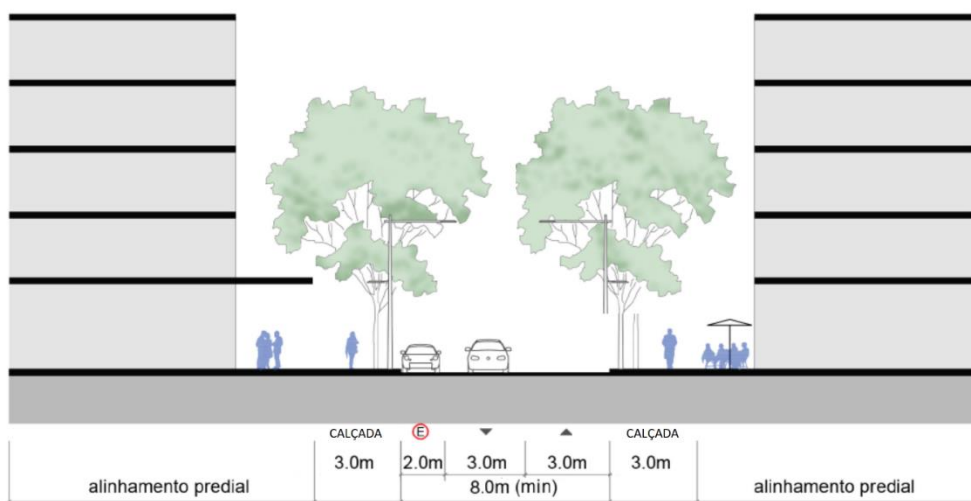 CALÇADA E CALÇADA
3.0m 2.0m 3.0m 3.0m 3.0m
alinhamento predial 8.0m (min) alinhamento predial